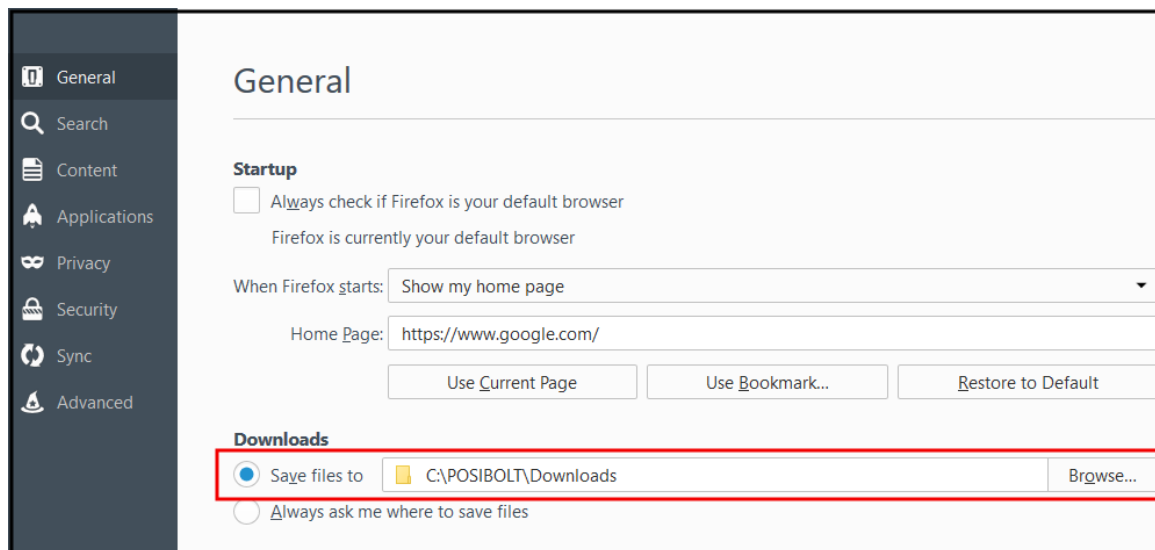 General
Search
Content
Applications
Privacy
Security
Sync
Advanced
General
Startup
Always check if Firefox is your default browser
Firefox is currently your default browser
When Firefox starts: Show my home page
Home Page: https://www.google.com/
Use Current Page Use Bookmark... Restore to Default
Downloads
Save files to C:\POSIBOLT\Downloads Browse...
Always ask me where to save files